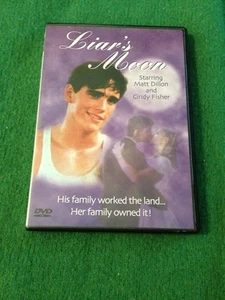 Liar's
Moon
Starring
Matt Dillon
and
Cindy Fisher
His family worked the land...
Her family owned it!
DVD